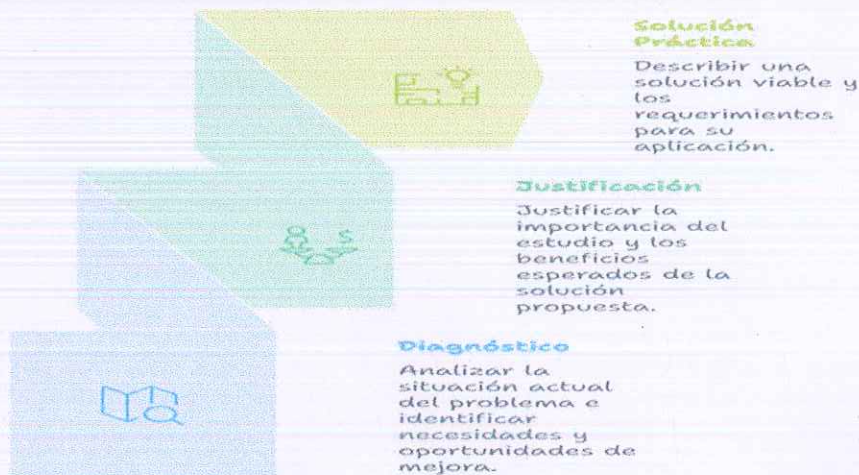 Solución
Práctica
Describir una
solución viable y
los
requerimientos
para su
aplicación.
Justificación
Justificar la
importancia del
estudio y los
beneficios
esperados de la
solución
propuesta.
Diagnóstico
Analizar la
situación actual
del problema e
identificar
necesidades y
oportunidades de
mejora.